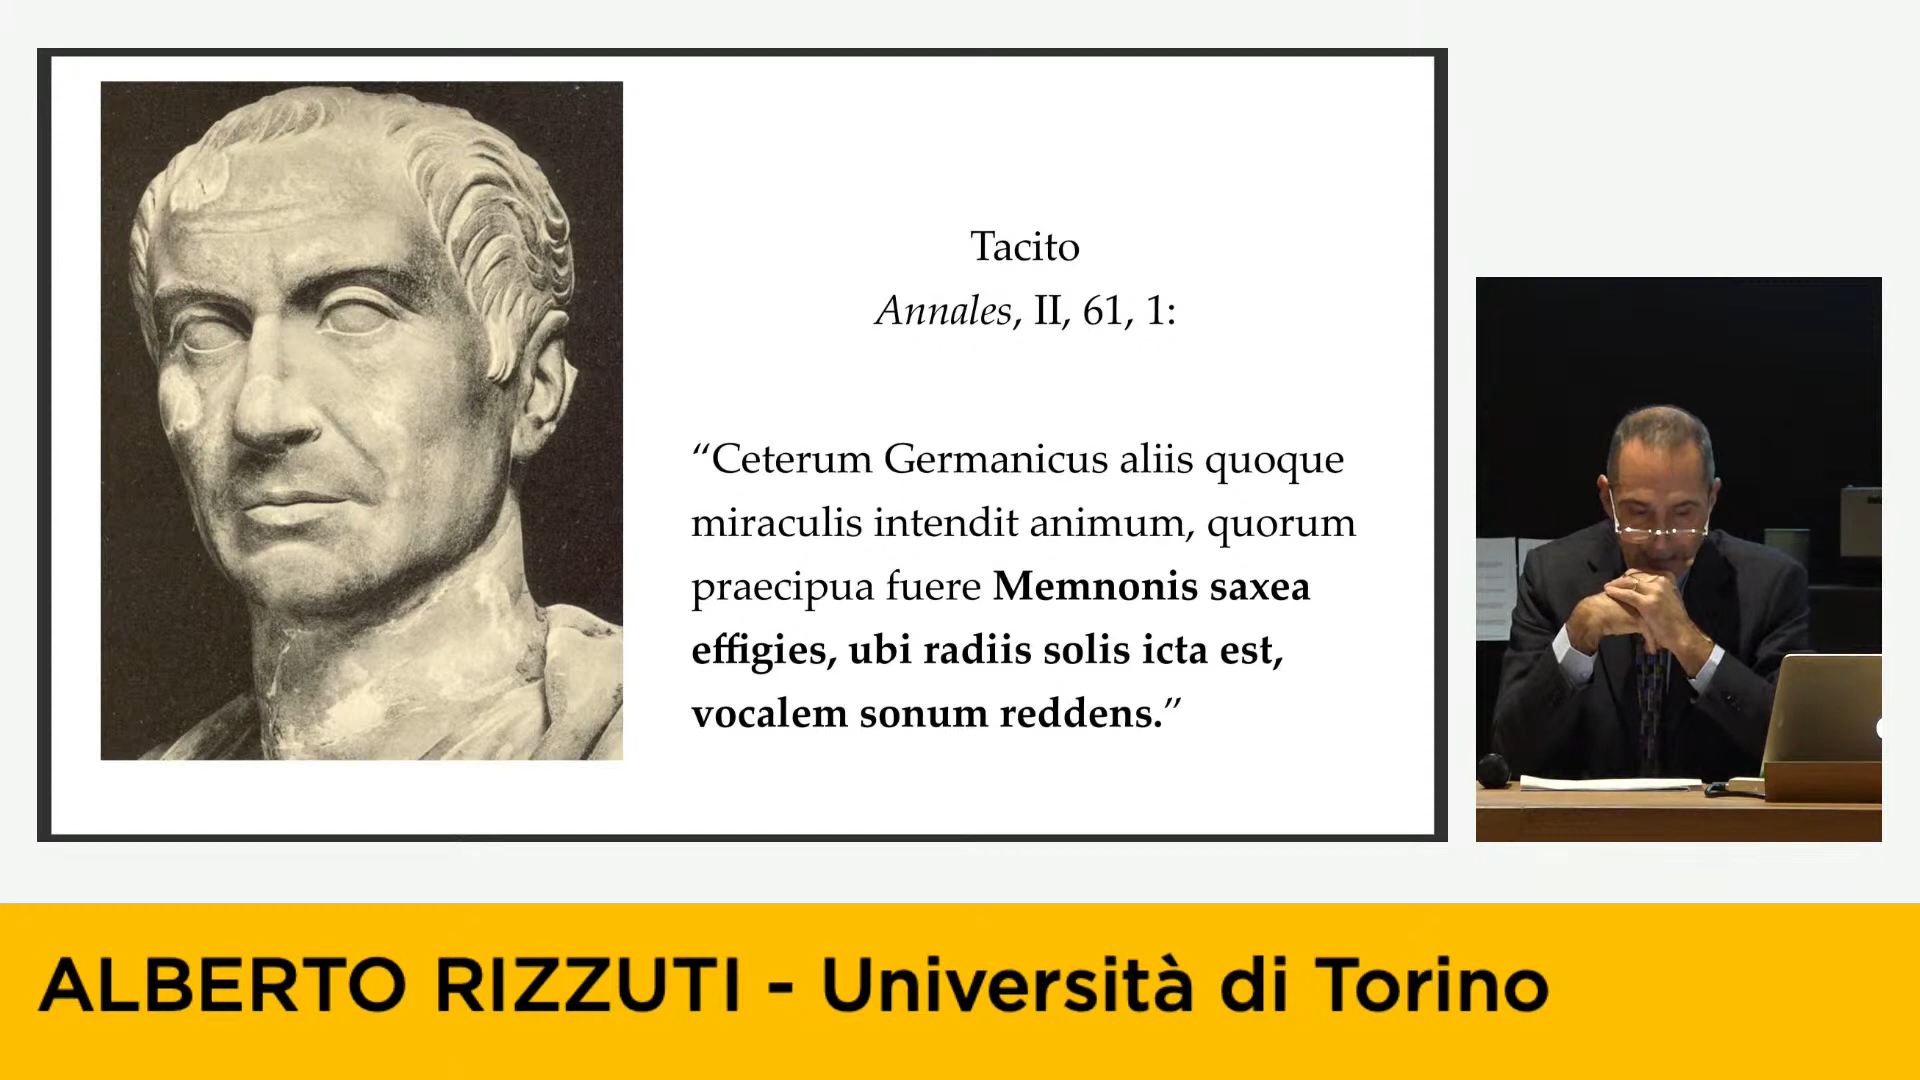 Tacito
Annales, II, 61, 1:
“Ceterum Germanicus aliis quoque
miraculis intendit animum, quorum
praecipua fuere Memnonis saxea
effigies, ubi radiis solis icta est,
vocalem sonum reddens.”
ALBERTO RIZZUTI - Università di Torino